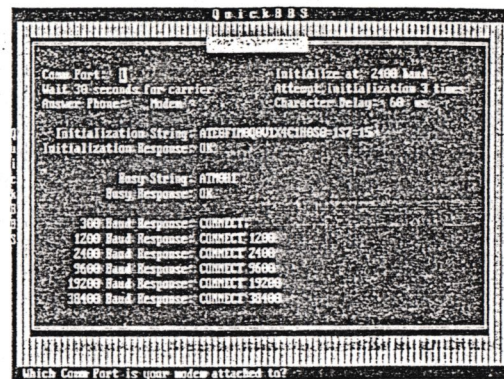 QuickBBS
Comm Port: 1 Initialize at: 2400 baud
Wait 30 seconds for carrier Attempt initialization 3 times
Answer Phone: Modem Character Delay: 60 ms
Initialization String:
Initialization Response: OK
Busy String: ATM0H1
Busy Response: OK
300 Baud Response: CONNECT
1200 Baud Response: CONNECT 1200
2400 Baud Response: CONNECT 2400
9600 Baud Response: CONNECT 9600
19200 Baud Response: CONNECT 19200
38400 Baud Response: CONNECT 38400
Which Comm Port is your modem attached to?